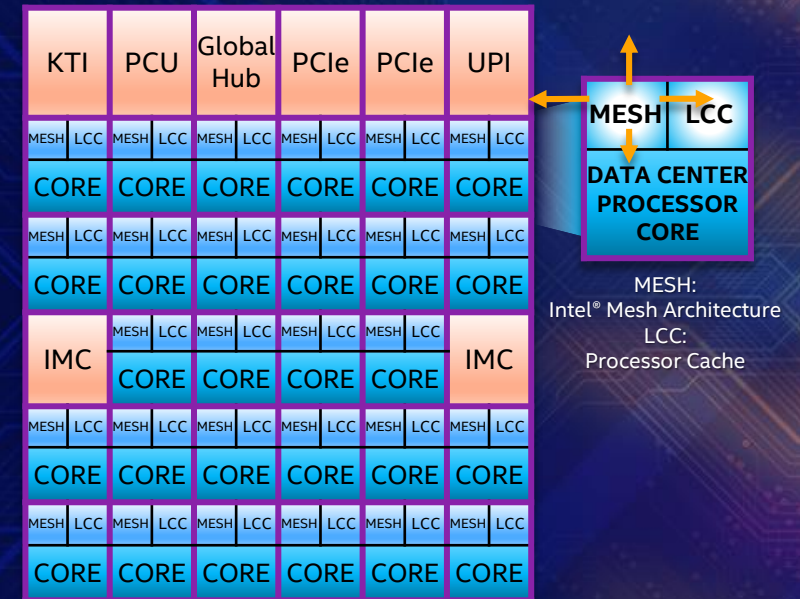 KTI PCU Global Hub PCIe PCIe UPI
MESH LCC MESH LCC MESH LCC MESH LCC MESH LCC MESH LCC
CORE CORE CORE CORE CORE CORE
MESH LCC MESH LCC MESH LCC MESH LCC MESH LCC MESH LCC
CORE CORE CORE CORE CORE CORE
IMC MESH LCC MESH LCC MESH LCC MESH LCC IMC
CORE CORE CORE CORE
MESH LCC MESH LCC MESH LCC MESH LCC MESH LCC MESH LCC
CORE CORE CORE CORE CORE CORE
MESH LCC MESH LCC MESH LCC MESH LCC MESH LCC MESH LCC
CORE CORE CORE CORE CORE CORE
MESH LCC
DATA CENTER
PROCESSOR
CORE
MESH:
Intel® Mesh Architecture
LCC:
Processor Cache